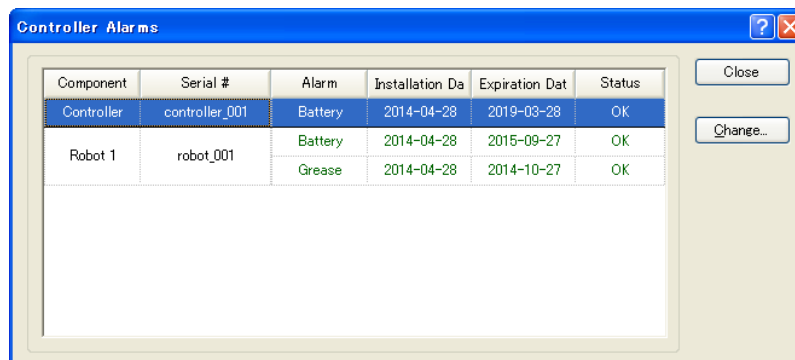 Controller Alarms
Component Serial # Alarm Installation Da Expiration Dat Status
Controller controller_001 Battery 2014-04-28 2019-03-28 OK
Robot 1 robot_001 Battery 2014-04-28 2015-09-27 OK
Grease 2014-04-28 2014-10-27 OK
Close
Change...